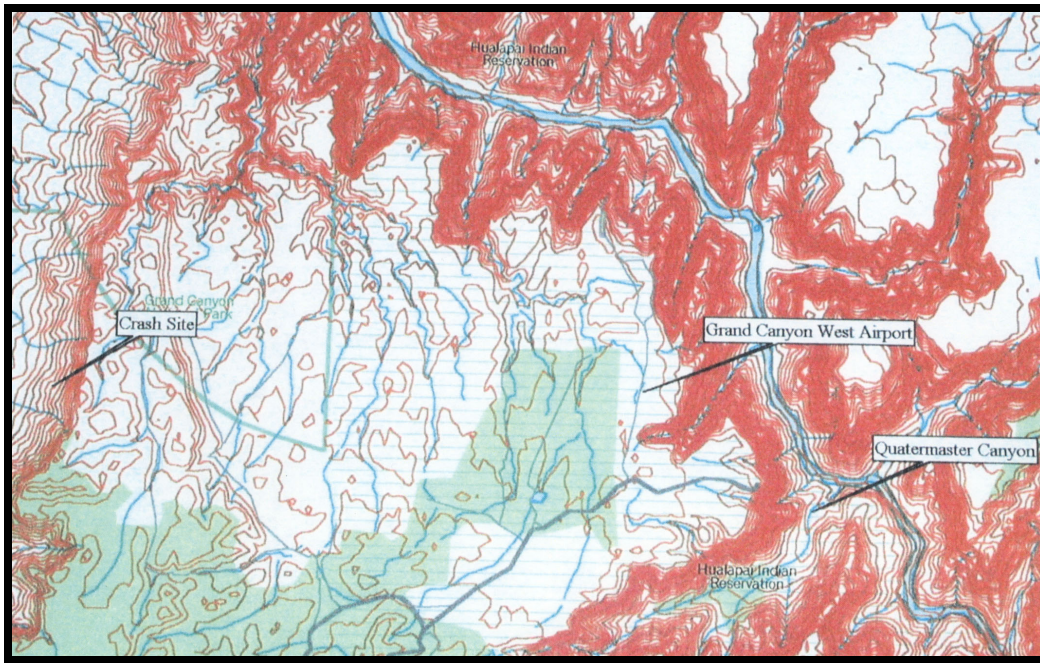 Hualapai Indian
Reservation
Grand Canyon
Park
Crash Site
Grand Canyon West Airport
Quatermaster Canyon
Hualapai Indian
Reservation